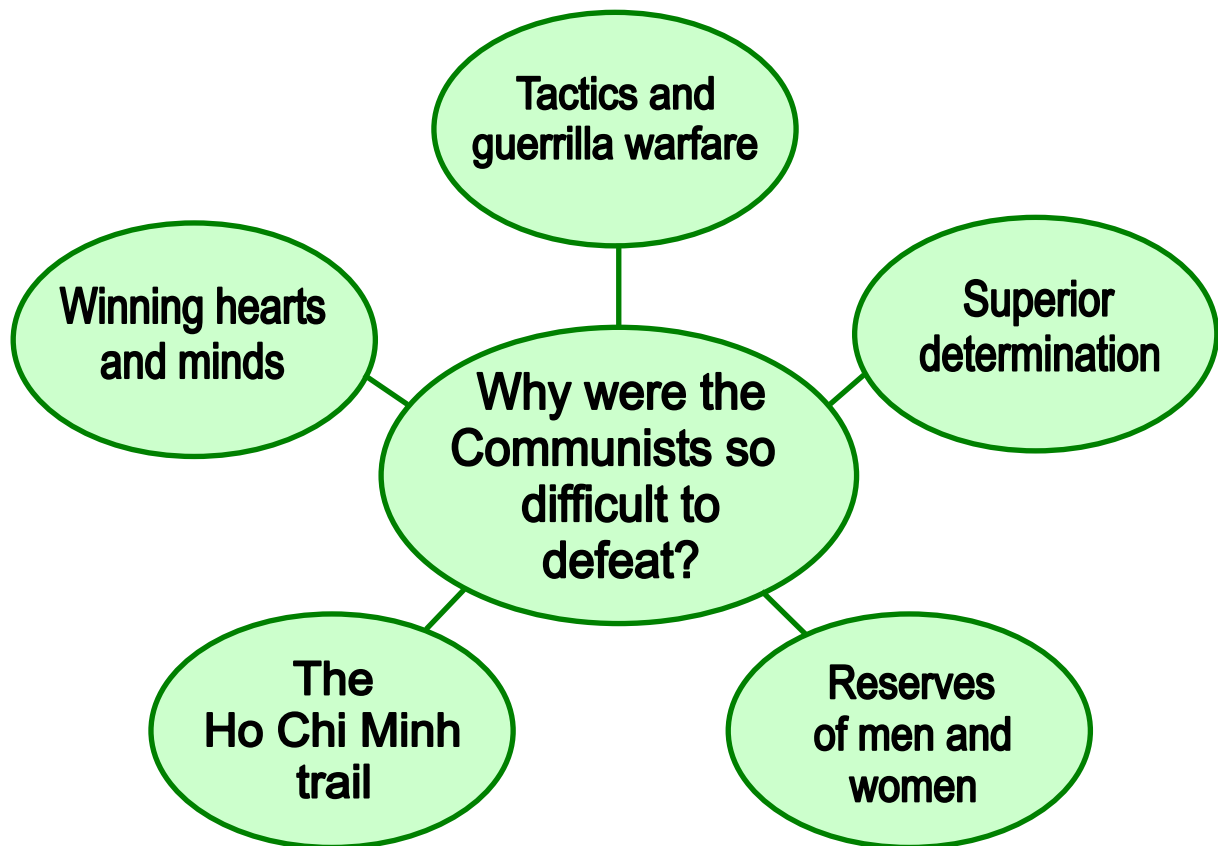 Tactics and
guerrilla warfare
Winning hearts
and minds
Superior
determination
Why were the
Communists so
difficult to
defeat?
The
Ho Chi Minh
trail
Reserves
of men and
women